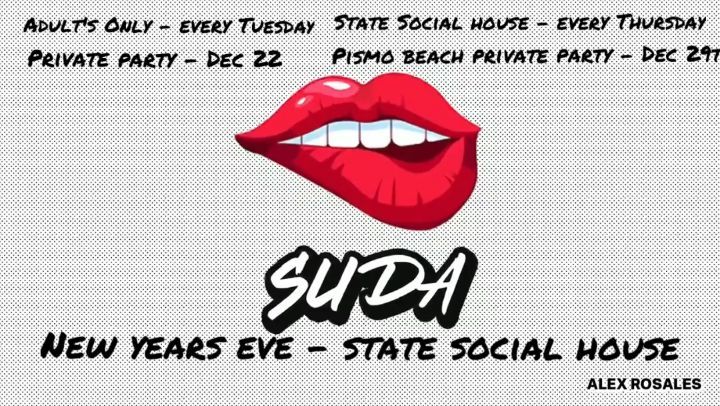 Adult's Only - every Tuesday
State Social house - every Thursday
Private party - Dec 22
Pismo beach private party - Dec 29t
SUDA
New years eve - state social house
ALEX ROSALES